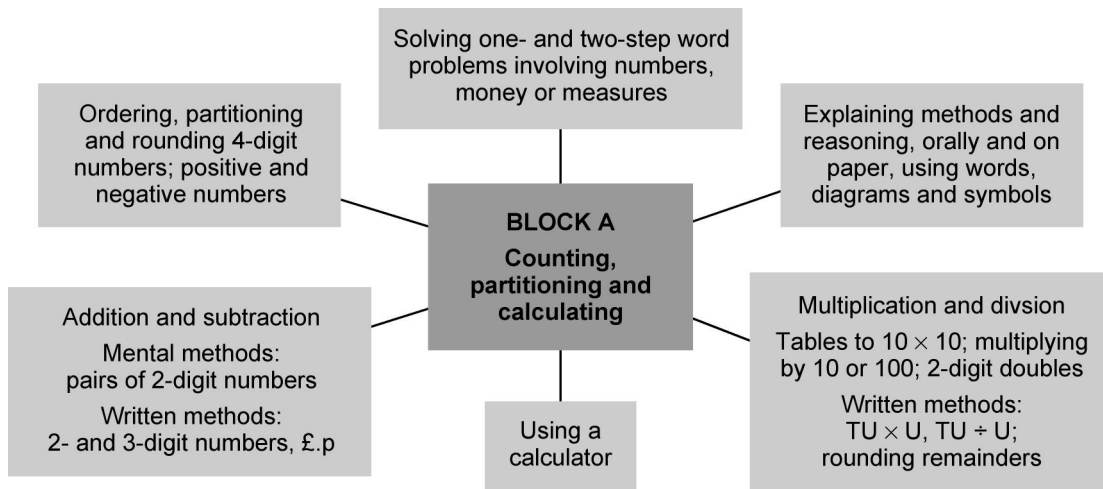 Solving one- and two-step word
problems involving numbers,
money or measures
Ordering, partitioning
and rounding 4-digit
numbers; positive and
negative numbers
Explaining methods and
reasoning, orally and on
paper, using words,
diagrams and symbols
BLOCK A
Counting,
partitioning and
calculating
Addition and subtraction
Mental methods:
pairs of 2-digit numbers
Written methods:
2- and 3-digit numbers, £.p
Multiplication and divsion
Tables to 10 × 10; multiplying
by 10 or 100; 2-digit doubles
Written methods:
TU × U, TU ÷ U;
rounding remainders
Using a
calculator